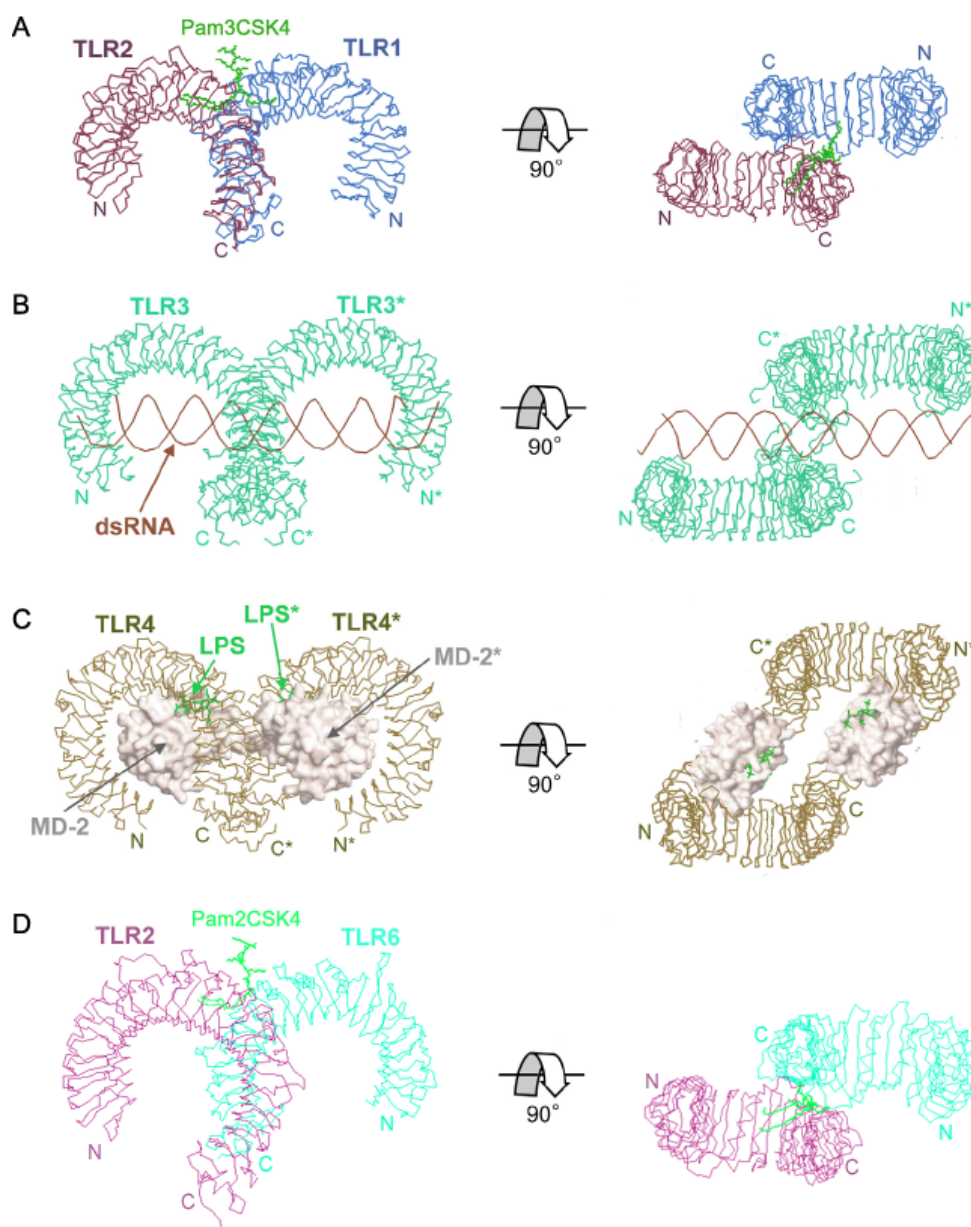 A
Pam3CSK4
TLR2 TLR1
N C C N
90°
C N
N C
B
TLR3 TLR3*
dsRNA
N C C* N*
90°
C* N*
N C
C
TLR4 LPS LPS* TLR4*
MD-2*
MD-2
N C C* N*
90°
C* N*
N C
D
Pam2CSK4
TLR2 TLR6
N C C N
90°
C N
N C